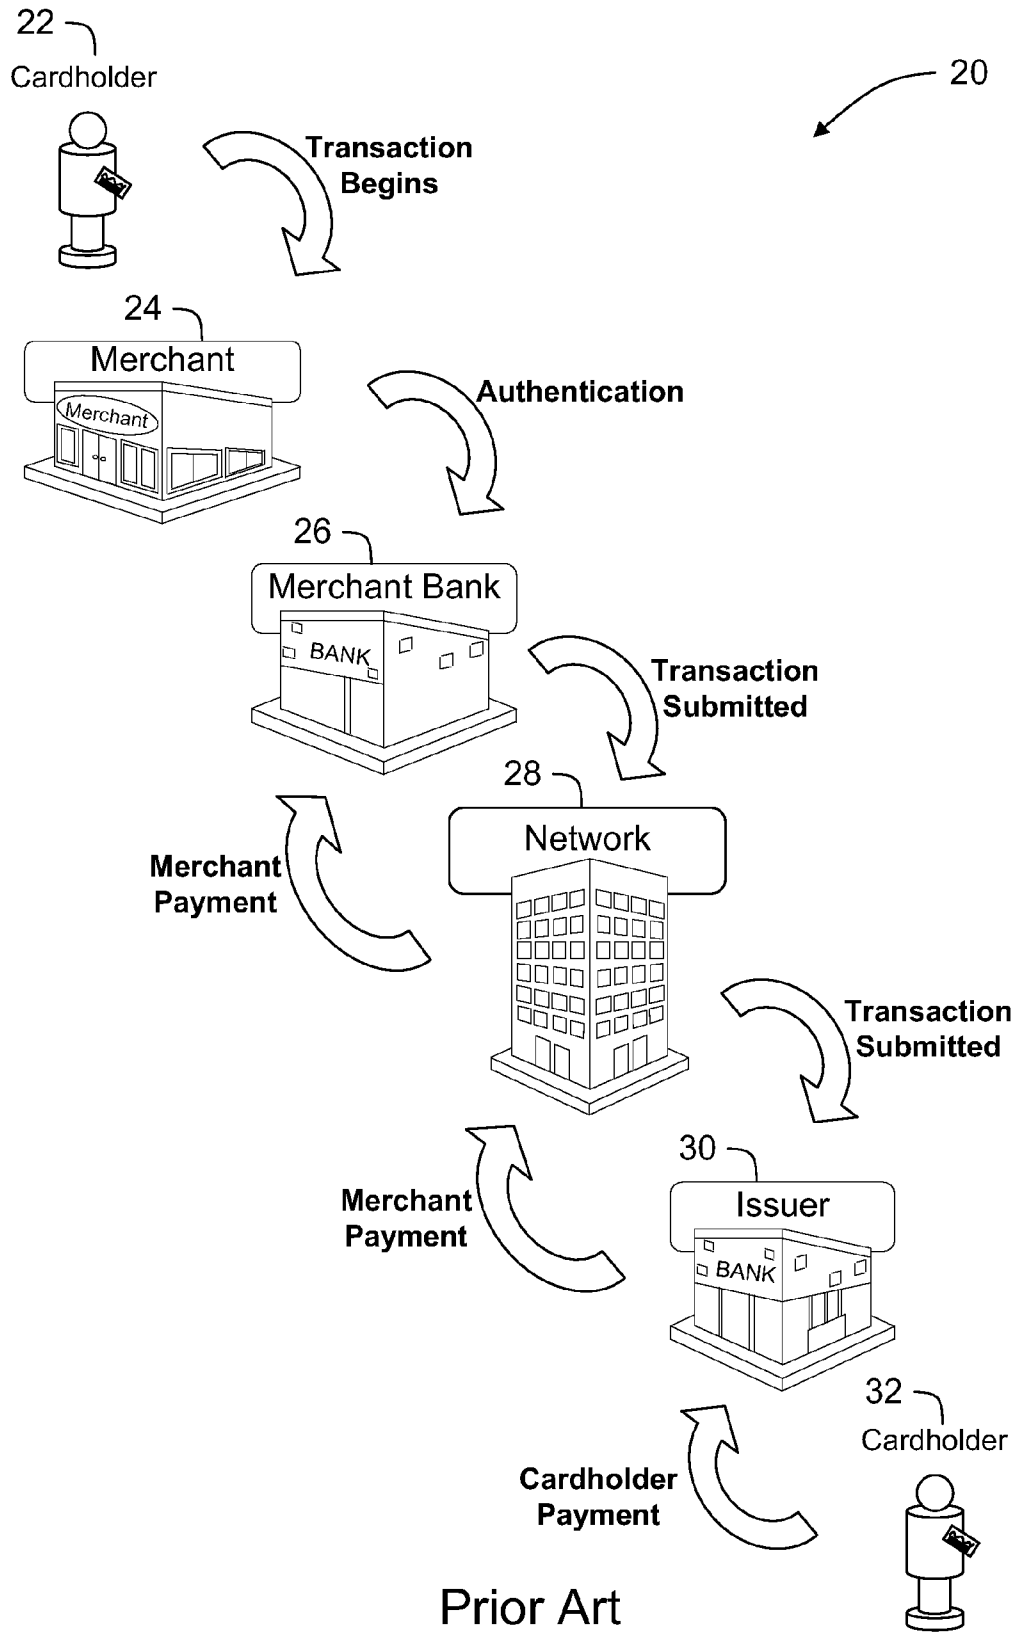 22
Cardholder
20
Transaction
Begins
24
Merchant
Merchant
Authentication
26
Merchant Bank
BANK
Transaction
Submitted
28
Network
Merchant
Payment
Transaction
Submitted
30
Issuer
BANK
Merchant
Payment
32
Cardholder
Cardholder
Payment
Prior Art